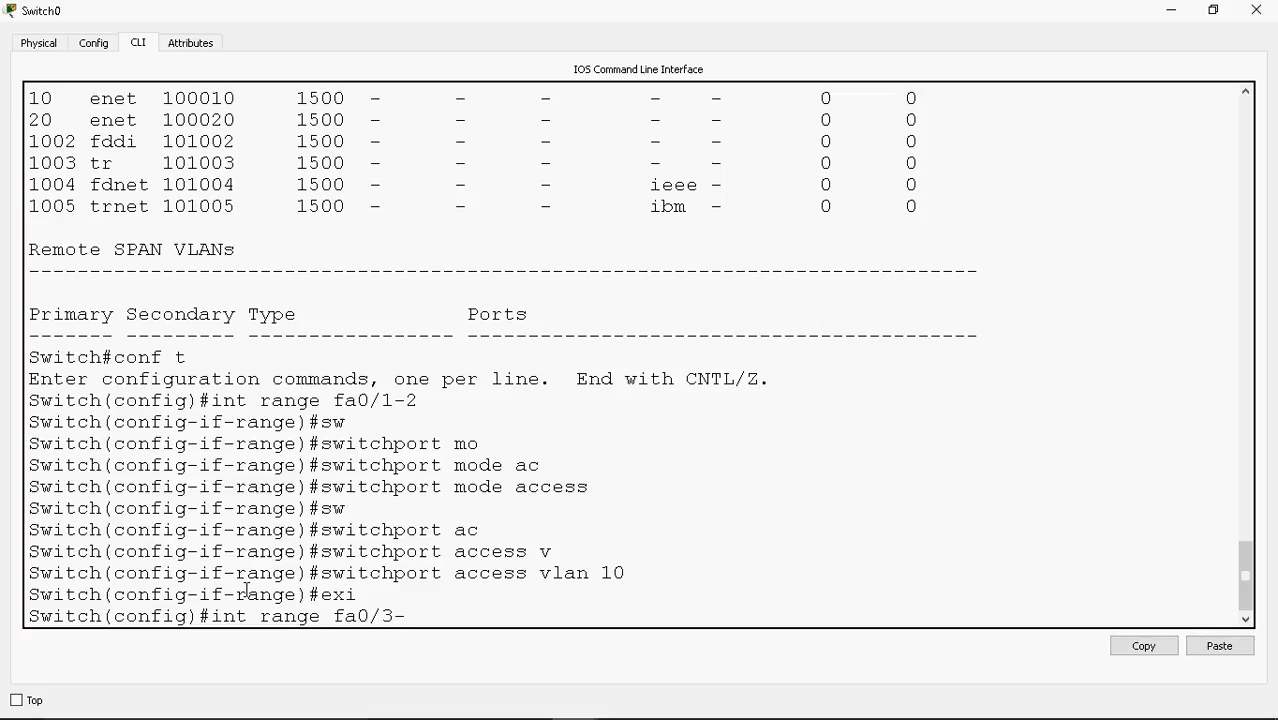 Switch0
Physical Config CLI Attributes
IOS Command Line Interface
10 enet 100010 1500 - - - - - 0 0
20 enet 100020 1500 - - - - - 0 0
1002 fddi 101002 1500 - - - - - 0 0
1003 tr 101003 1500 - - - - - 0 0
1004 fdnet 101004 1500 - - - ieee - 0 0
1005 trnet 101005 1500 - - - ibm - 0 0
Remote SPAN VLANs
------------------------------------------------------------------------------
Primary Secondary Type Ports
------- --------- ----------------- ------------------------------------------
Switch#conf t
Enter configuration commands, one per line. End with CNTL/Z.
Switch(config)#int range fa0/1-2
Switch(config-if-range)#sw
Switch(config-if-range)#switchport mo
Switch(config-if-range)#switchport mode ac
Switch(config-if-range)#switchport mode access
Switch(config-if-range)#sw
Switch(config-if-range)#switchport ac
Switch(config-if-range)#switchport access v
Switch(config-if-range)#switchport access vlan 10
Switch(config-if-range)#exi
Switch(config)#int range fa0/3-
Copy Paste
Top